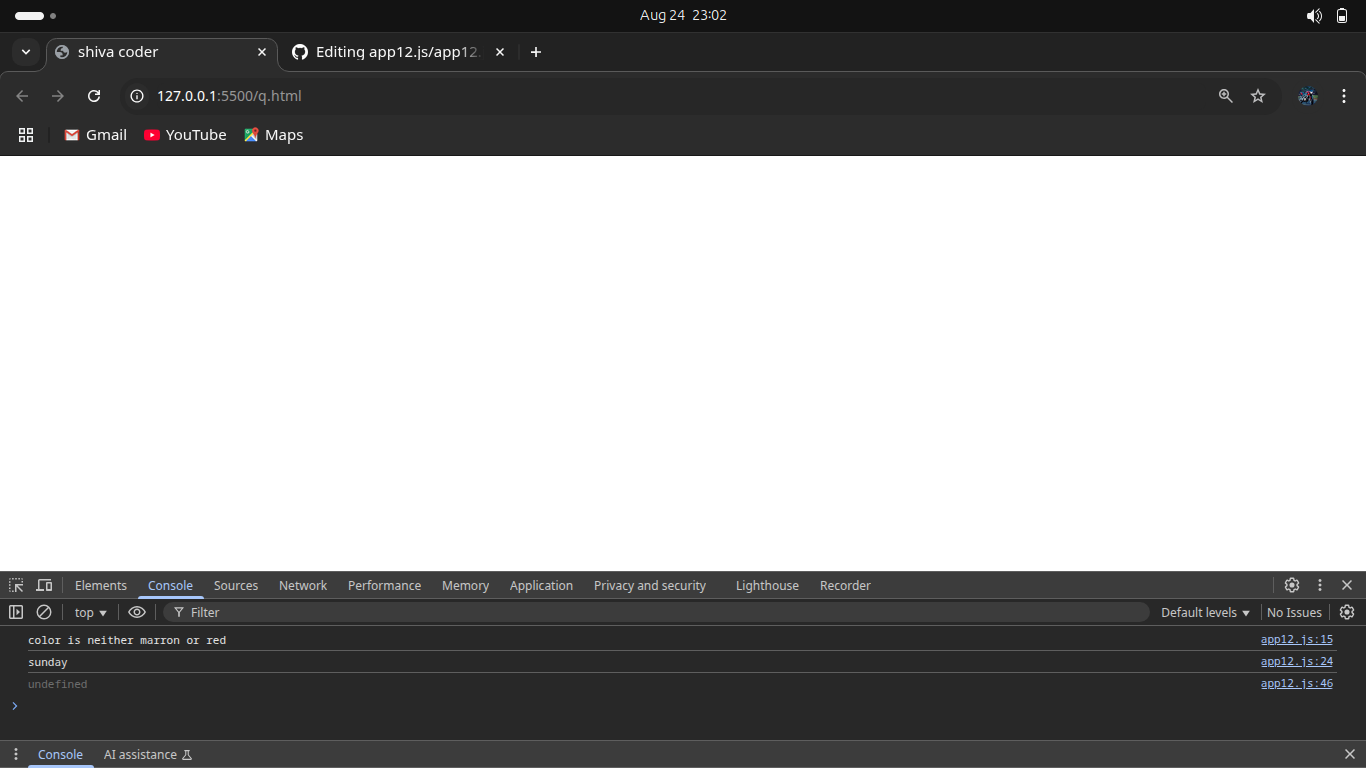 Aug 24 23:02
shiva coder
Editing app12.js/app12.
127.0.0.1:5500/q.html
Gmail YouTube Maps
Elements Console Sources Network Performance Memory Application Privacy and security Lighthouse Recorder
top Filter Default levels No Issues
color is neither marron or red app12.js:15
sunday app12.js:24
undefined app12.js:46
Console AI assistance